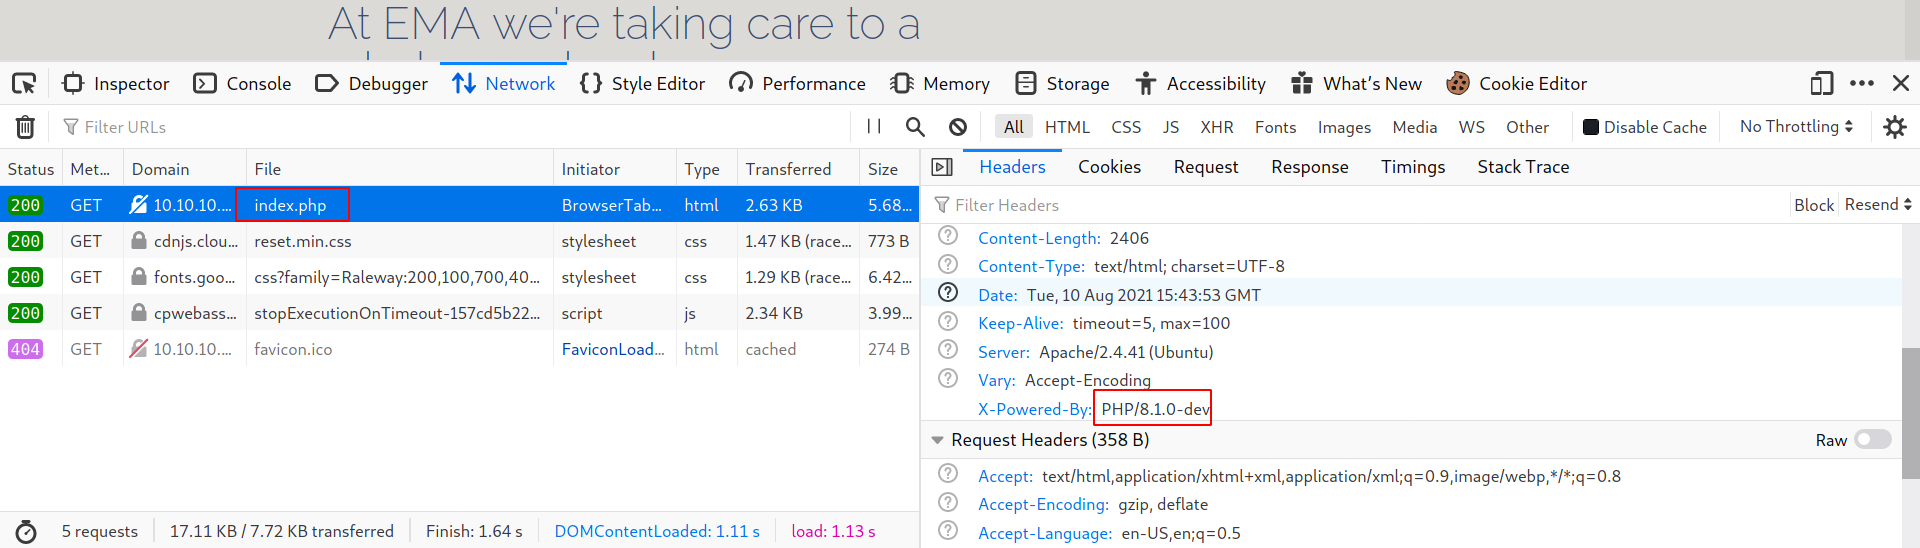 At EMA we're taking care to a
Inspector Console Debugger Network Style Editor Performance Memory Storage Accessibility What's New Cookie Editor
Filter URLs All HTML CSS JS XHR Fonts Images Media WS Other Disable Cache No Throttling
Status Met... Domain File Initiator Type Transferred Size
200 GET 10.10.10.... index.php BrowserTab... html 2.63 KB 5.68...
200 GET cdnjs.clou... reset.min.css stylesheet css 1.47 KB (race... 773 B
200 GET fonts.goo... css?family=Raleway:200,100,700,40... stylesheet css 1.29 KB (race... 6.42...
200 GET cpwebass... stopExecutionOnTimeout-157cd5b22... script js 2.34 KB 3.99...
404 GET 10.10.10.... favicon.ico FaviconLoad... html cached 274 B
5 requests 17.11 KB / 7.72 KB transferred Finish: 1.64 s DOMContentLoaded: 1.11 s load: 1.13 s
Headers Cookies Request Response Timings Stack Trace
Filter Headers Block Resend
Content-Length: 2406
Content-Type: text/html; charset=UTF-8
Date: Tue, 10 Aug 2021 15:43:53 GMT
Keep-Alive: timeout=5, max=100
Server: Apache/2.4.41 (Ubuntu)
Vary: Accept-Encoding
X-Powered-By: PHP/8.1.0-dev
Request Headers (358 B) Raw
Accept: text/html,application/xhtml+xml,application/xml;q=0.9,image/webp,*/*;q=0.8
Accept-Encoding: gzip, deflate
Accept-Language: en-US,en;q=0.5